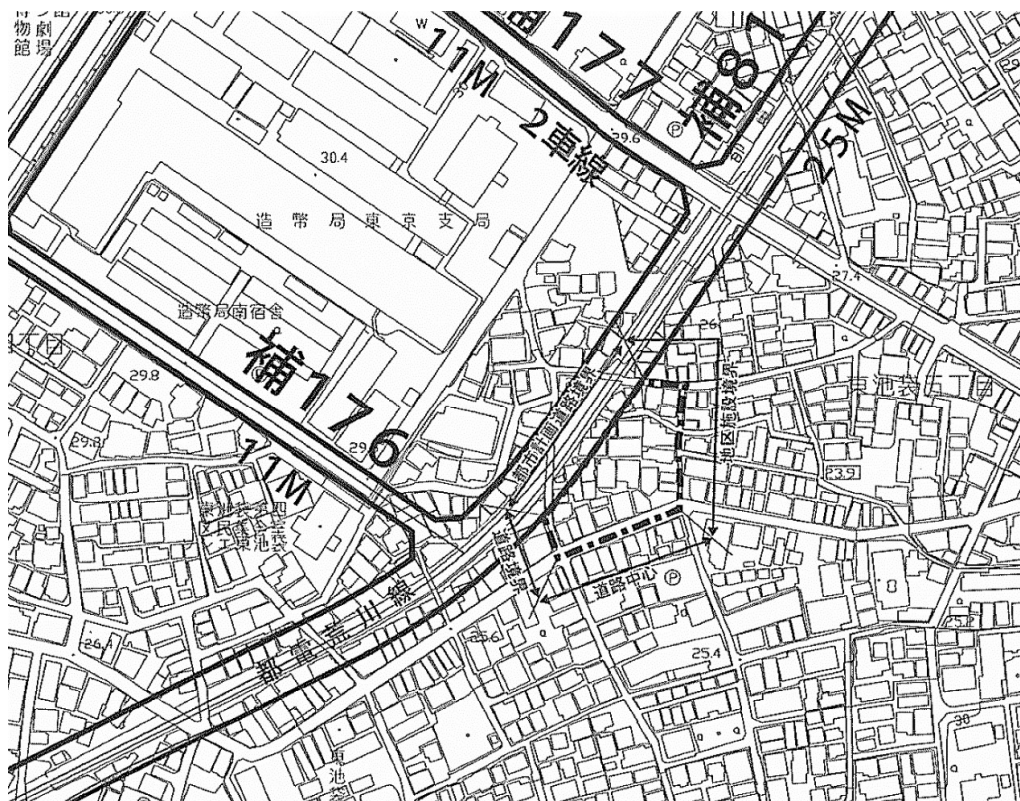 劇場
物館
W
11M
2車線
補177
補81
25M
29.6
30.4
造幣局東京支局
造幣局南宿舎
補176
11M
29.8
29.8
27.4
都市計画道路境界
地区施設境界
23.9
道路境界
道路中心
都電荒川線
26.4
25.6
25.4
30
東池袋